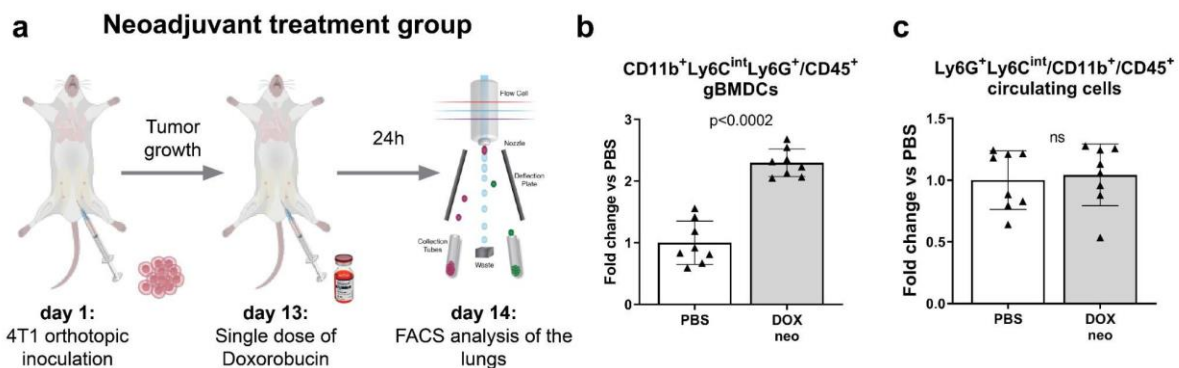 a
Neoadjuvant treatment group
Tumor
growth
24h
Flow Cell
Nozzle
Deflection
Plate
Collection
Tubes
Waste
day 1:
4T1 orthotopic
inoculation
day 13:
Single dose of
Doxorobucin
day 14:
FACS analysis of the
lungs
b
CD11b⁺Ly6Cⁱⁿᵗ​Ly6G⁺/CD45⁺
gBMDCs
p<0.0002
Fold change vs PBS
3
2
1
0
PBS
DOX
neo
c
Ly6G⁺Ly6Cⁱⁿᵗ/CD11b⁺/CD45⁺
circulating cells
ns
Fold change vs PBS
1.5
1.0
0.5
0.0
PBS
DOX
neo